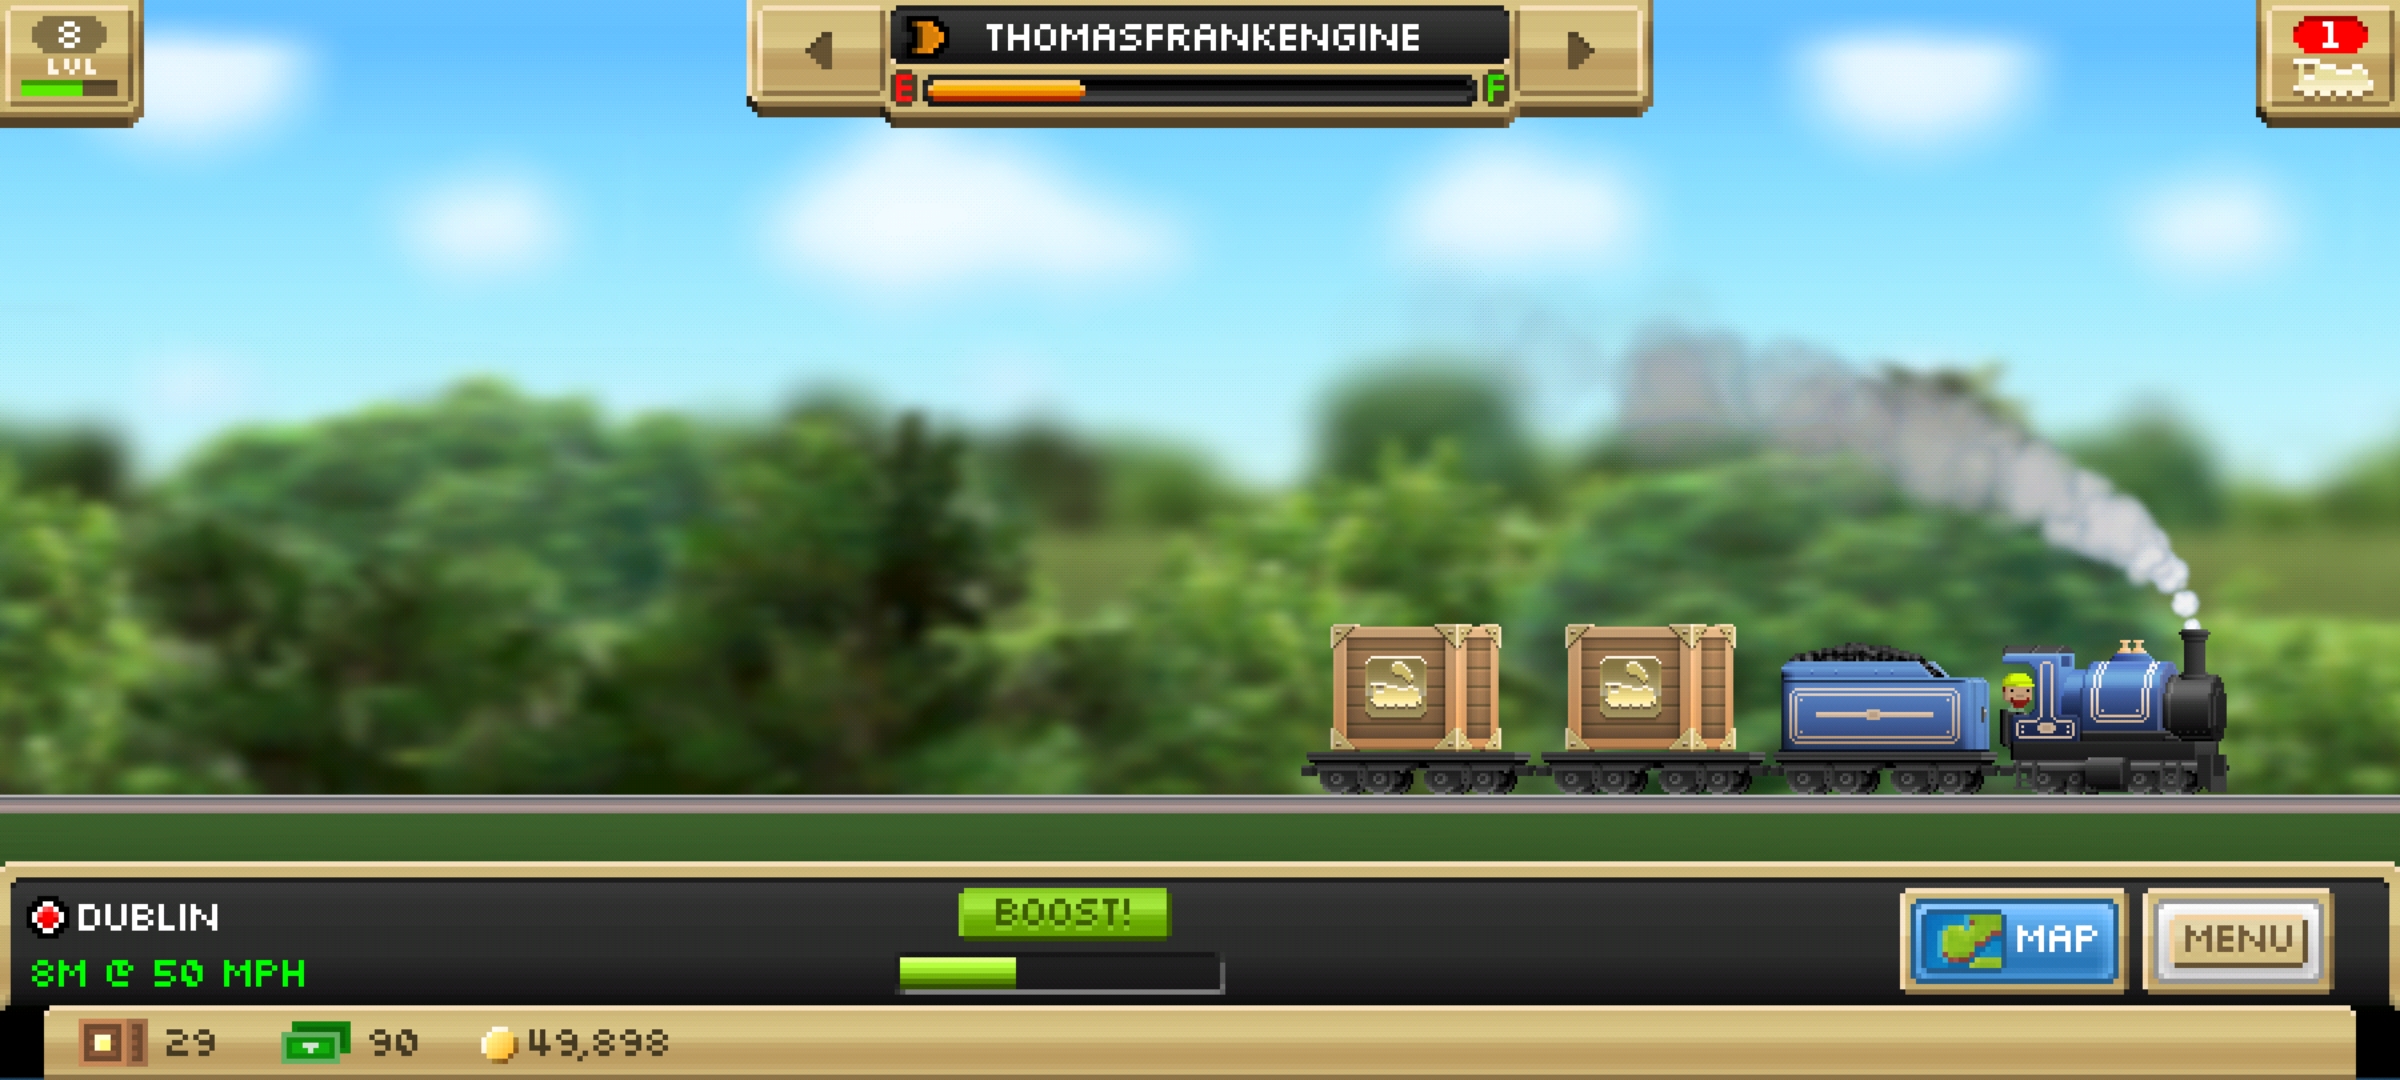 8
LVL
THOMASFRANKENGINE
E F
1
DUBLIN
8M @ 50 MPH
BOOST!
MAP
MENU
29
90
49,898